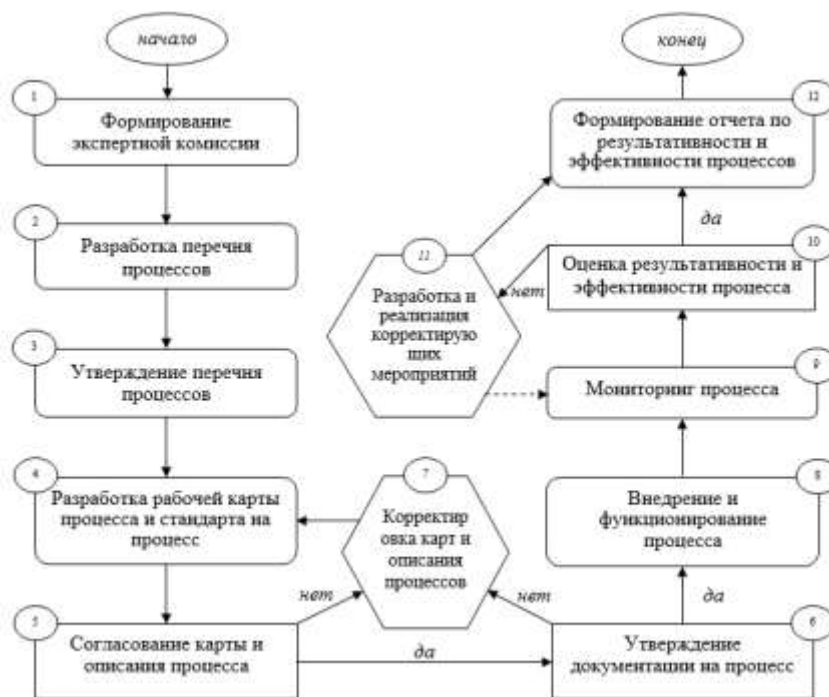 начало
1
Формирование
экспертной комиссии
2
Разработка перечня
процессов
3
Утверждение перечня
процессов
4
Разработка рабочей карты
процесса и стандарта на
процесс
5
Согласование карты и
описания процесса
нет
да
7
Корректир
овка карт и
описания
процессов
нет
6
Утверждение
документации на процесс
да
8
Внедрение и
функционирование
процесса
9
Мониторинг процесса
10
Оценка результативности и
эффективности процесса
нет
11
Разработка и
реализация
корректирую
щих
мероприятий
да
12
Формирование отчета по
результативности и
эффективности процессов
конец